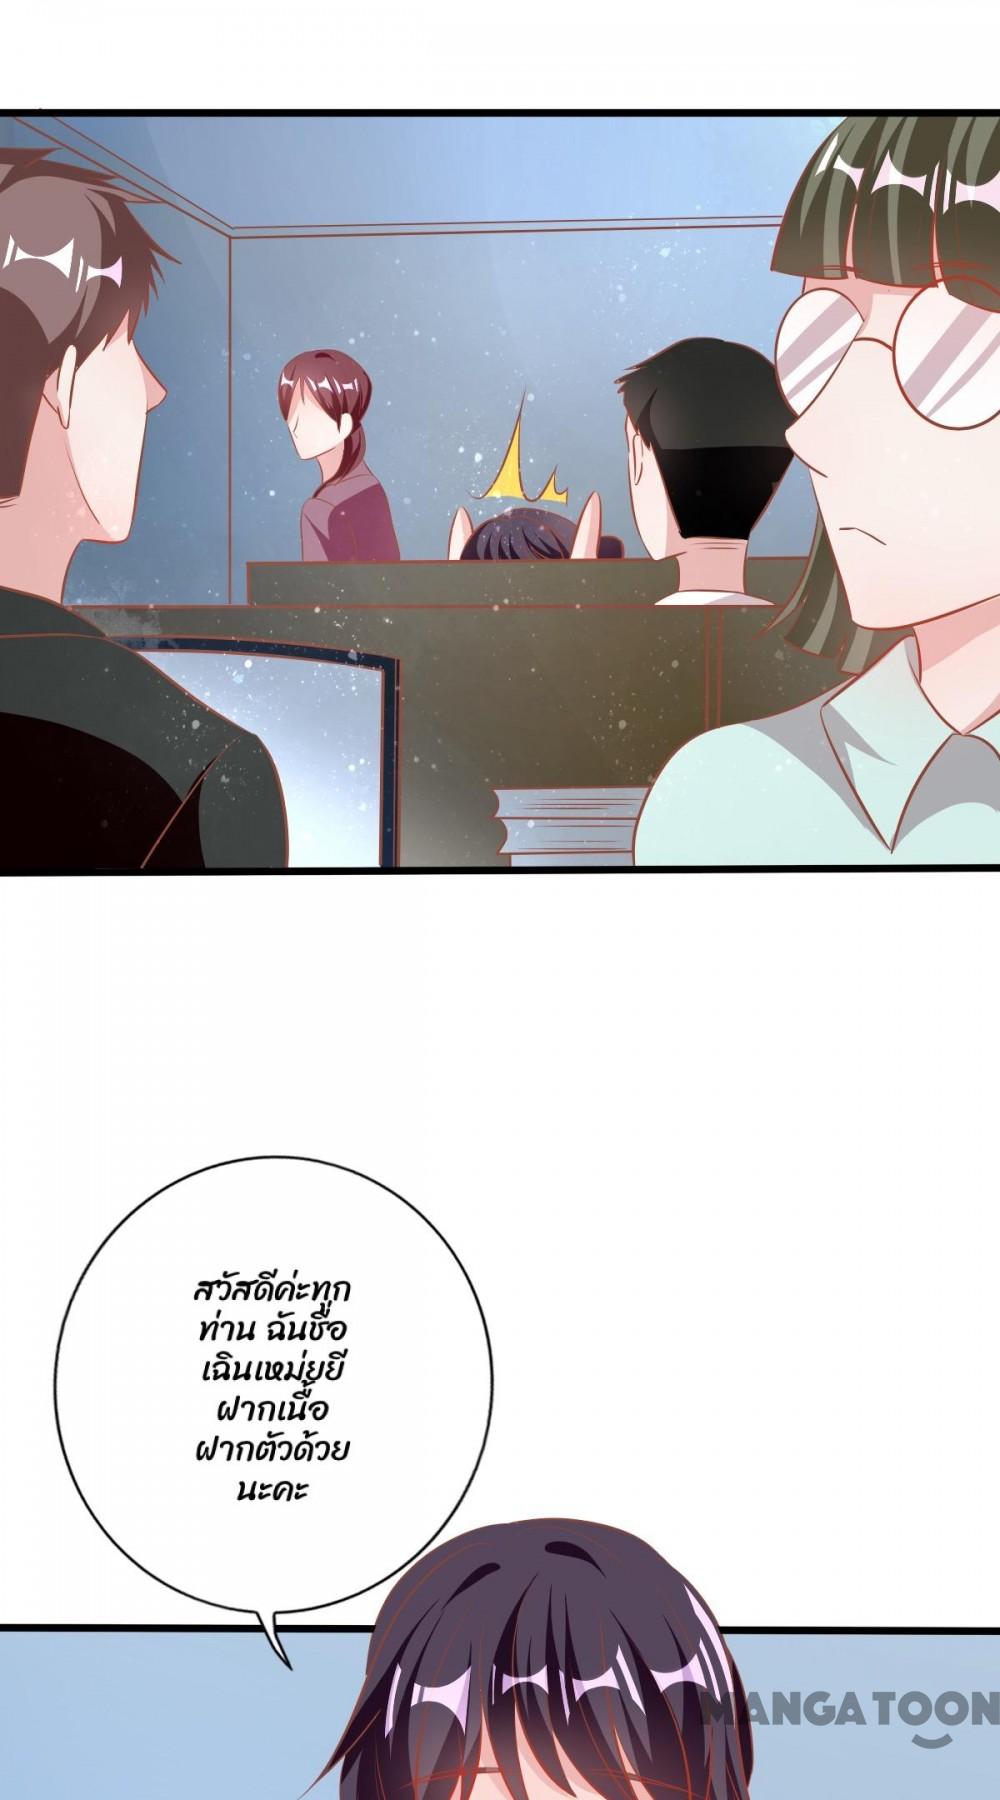 สวัสดีค่ะทุก
ท่าน ฉันชื่อ
เฉินเหม่ยยี
ฝากเนื้อ
ฝากตัวด้วย
นะคะ
MANGATOON